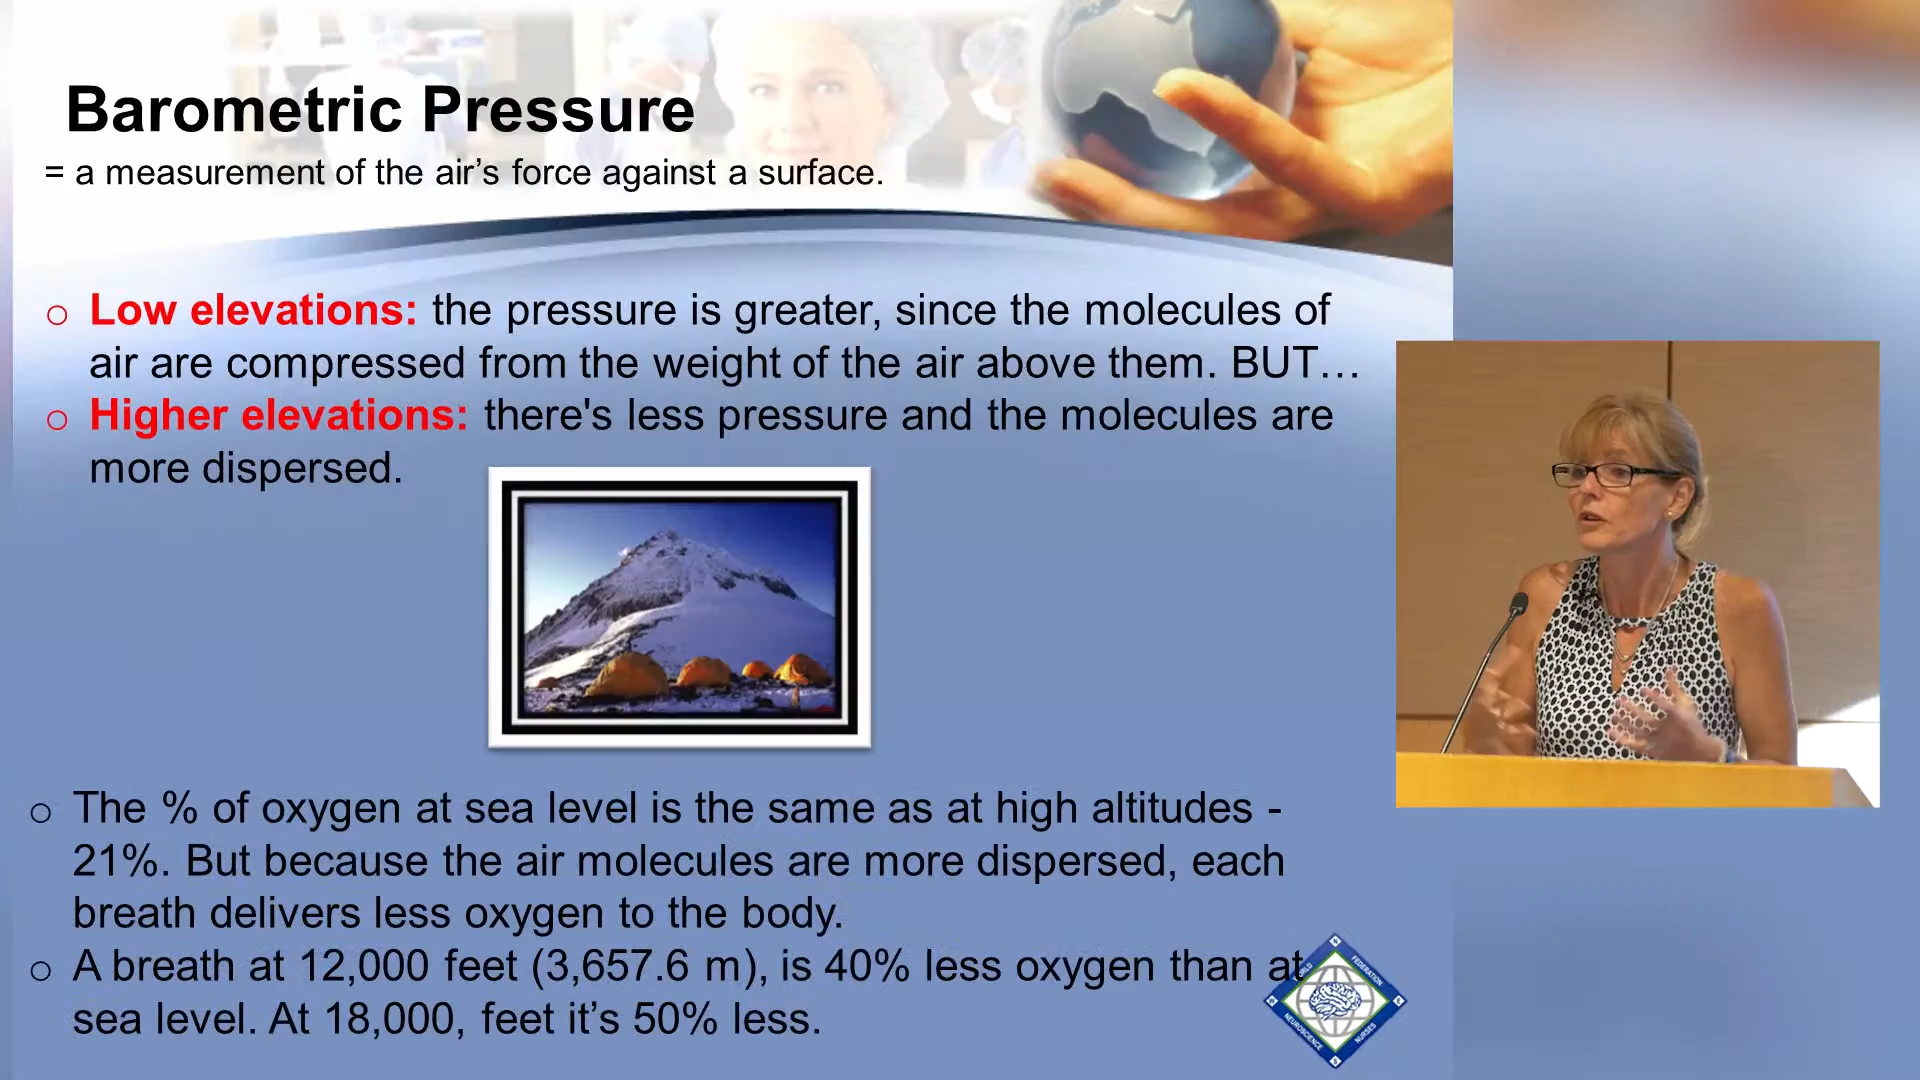 Barometric Pressure
= a measurement of the air’s force against a surface.
o Low elevations: the pressure is greater, since the molecules of
air are compressed from the weight of the air above them. BUT…
o Higher elevations: there's less pressure and the molecules are
more dispersed.
o The % of oxygen at sea level is the same as at high altitudes -
21%. But because the air molecules are more dispersed, each
breath delivers less oxygen to the body.
o A breath at 12,000 feet (3,657.6 m), is 40% less oxygen than at
sea level. At 18,000, feet it’s 50% less.
N
FEDERATION
NEUROSCIENCE
NURSES
S